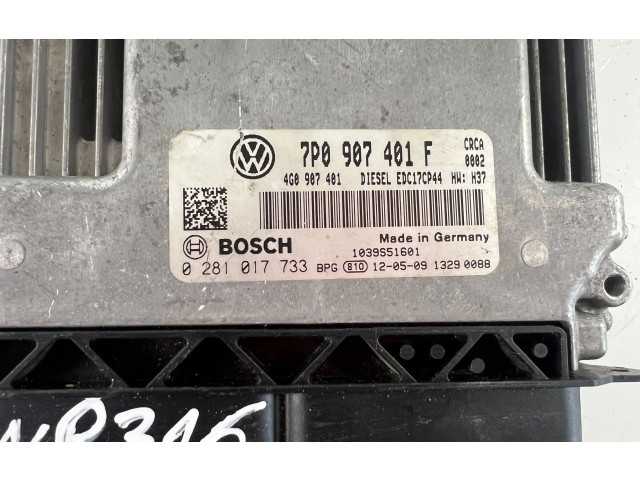 7P0 907 401 F CRCA
0002
4G0 907 401 DIESEL EDC17CP44 HW: H37
Made in Germany
BOSCH 1039S51601
0 281 017 733 BPG 810 12-05-09 1329 0088